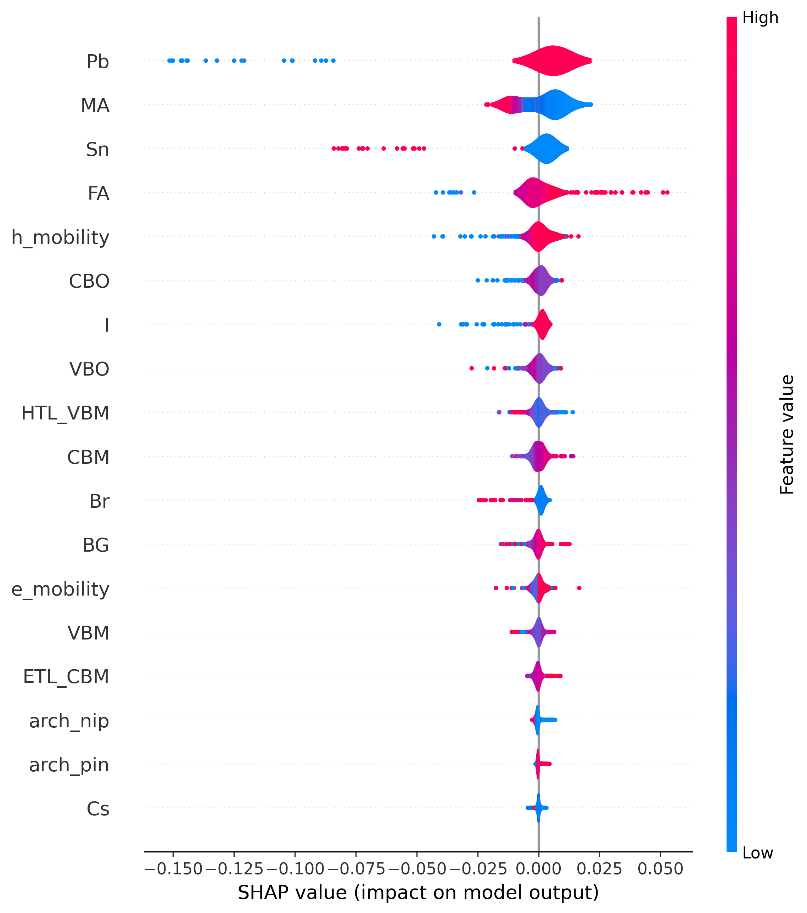 High
Pb
MA
Sn
FA
h_mobility
CBO
I
VBO
HTL_VBM
CBM
Br
BG
e_mobility
VBM
ETL_CBM
arch_nip
arch_pin
Cs
Feature value
Low
−0.150 −0.125 −0.100 −0.075 −0.050 −0.025 0.000 0.025 0.050
SHAP value (impact on model output)